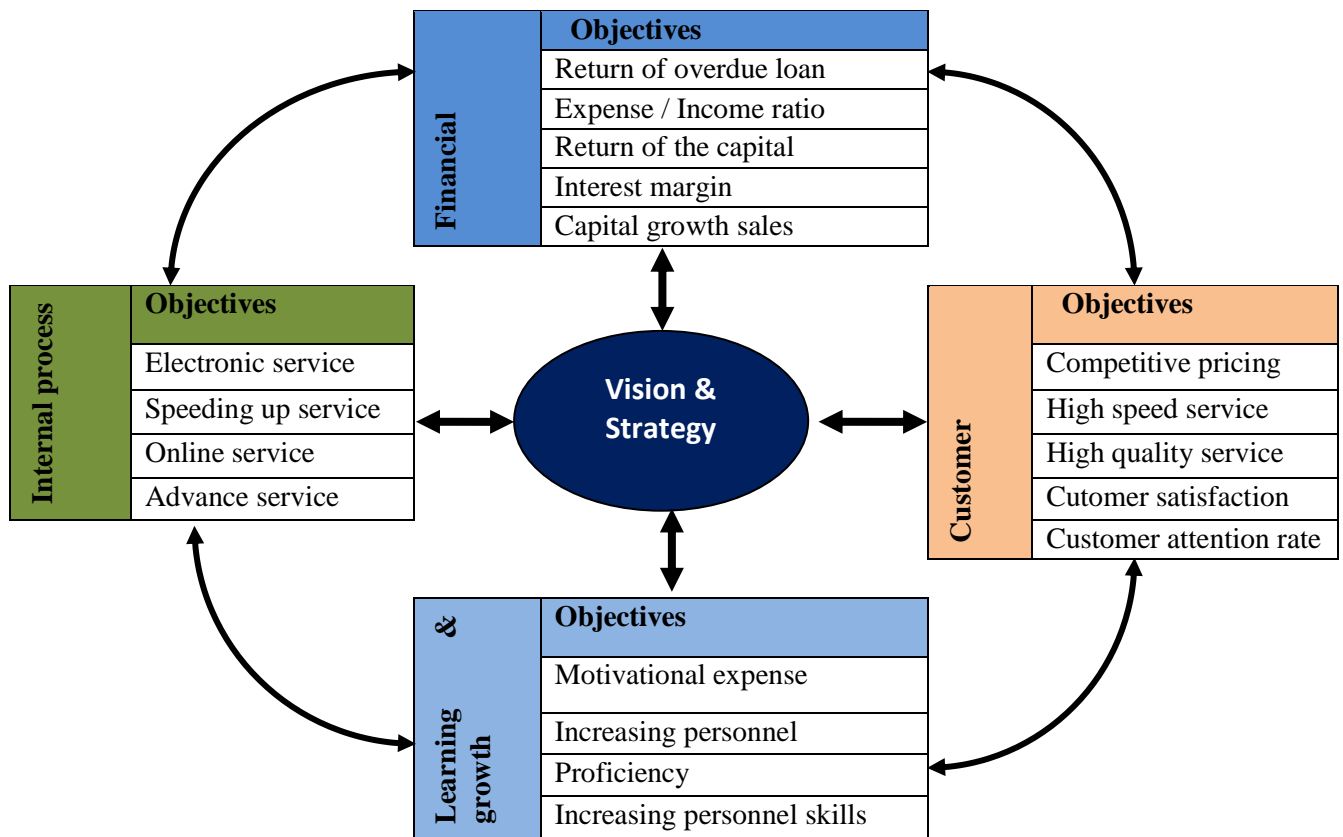 Financial
Objectives
Return of overdue loan
Expense / Income ratio
Return of the capital
Interest margin
Capital growth sales
Internal process
Objectives
Electronic service
Speeding up service
Online service
Advance service
Vision &
Strategy
Customer
Objectives
Competitive pricing
High speed service
High quality service
Cutomer satisfaction
Customer attention rate
Learning &
growth
Objectives
Motivational expense
Increasing personnel
Proficiency
Increasing personnel skills